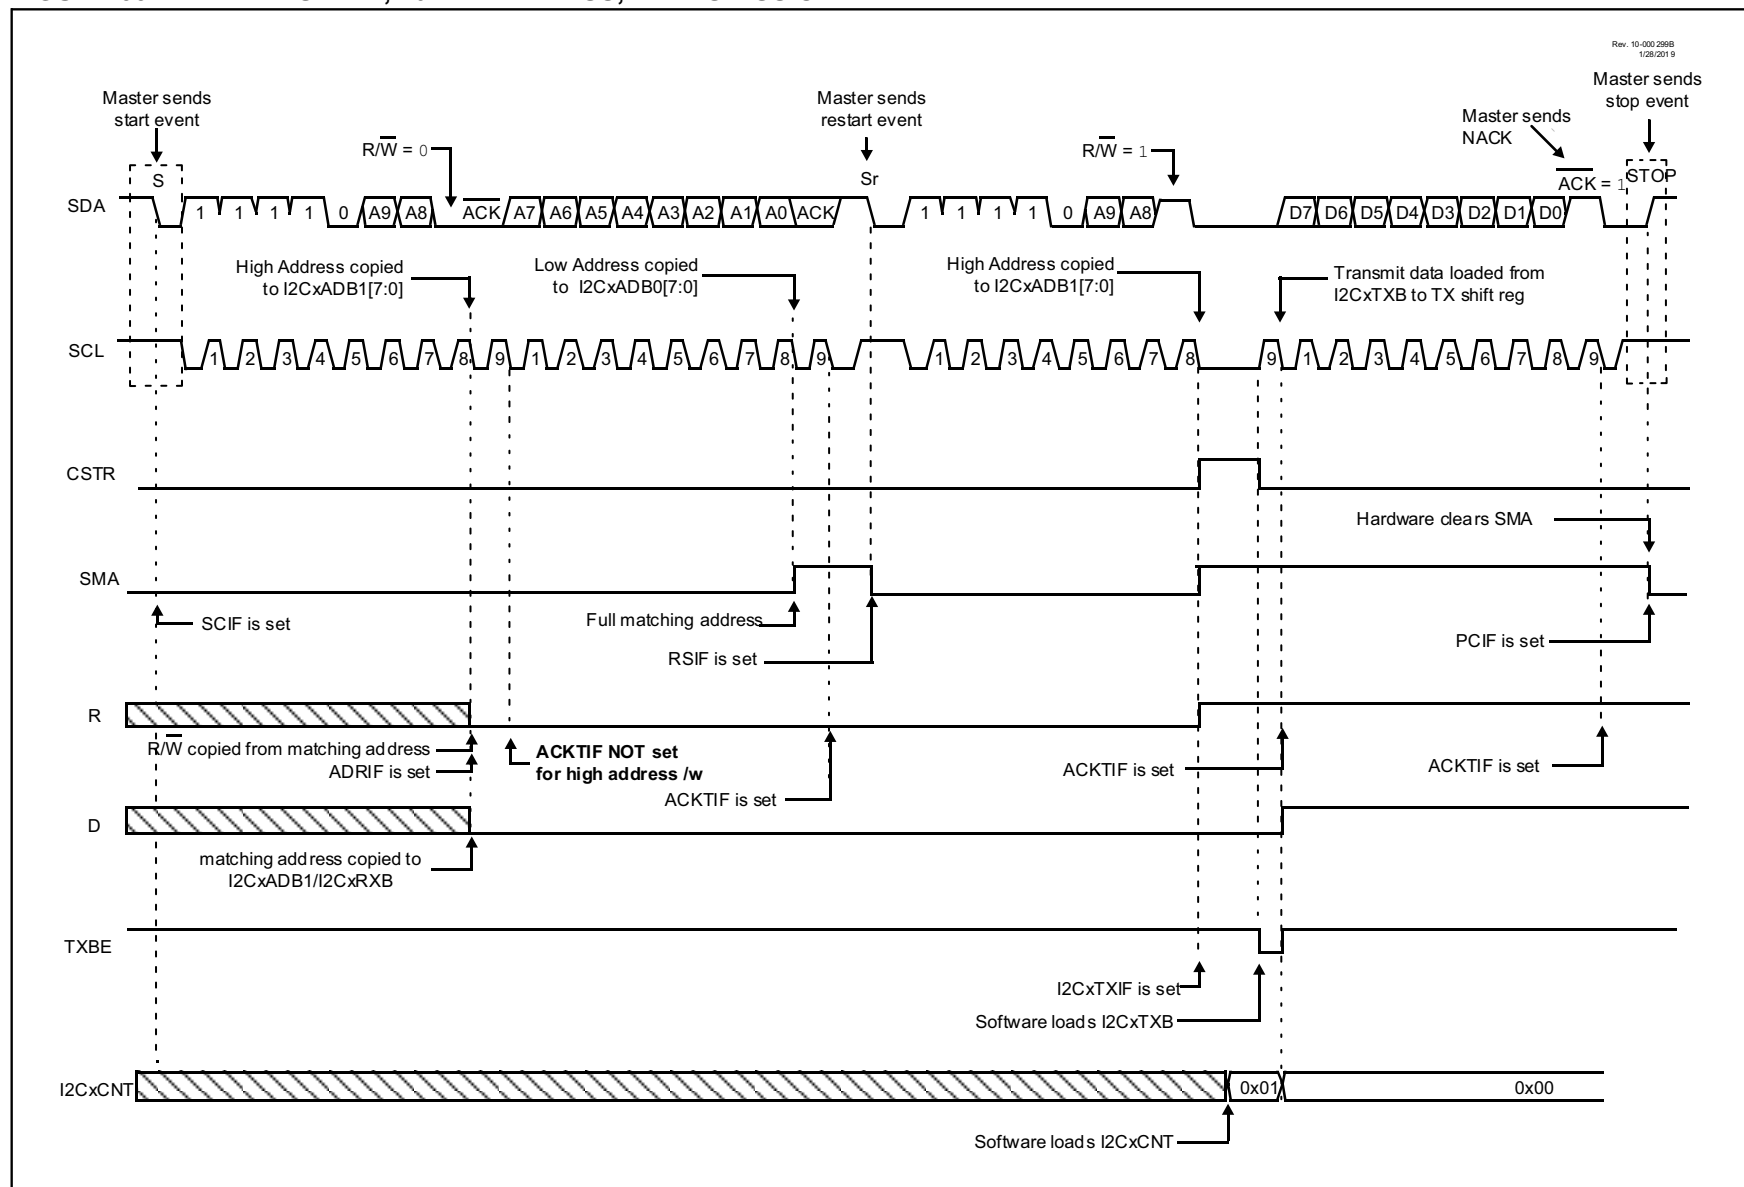 Rev. 10-000 299B
1/28/2019
Master sends
start event
Master sends
restart event
Master sends
stop event
Master sends
NACK
R/W = 0
R/W = 1
ACK = 1
S
Sr
STOP
SDA
1 1 1 1 0 A9 A8 ACK A7 A6 A5 A4 A3 A2 A1 A0 ACK 1 1 1 1 0 A9 A8 D7 D6 D5 D4 D3 D2 D1 D0
High Address copied
to I2CxADB1[7:0]
Low Address copied
to I2CxADB0[7:0]
High Address copied
to I2CxADB1[7:0]
Transmit data loaded from
I2CxTXB to TX shift reg
SCL
1 2 3 4 5 6 7 8 9 1 2 3 4 5 6 7 8 9 1 2 3 4 5 6 7 8 9 1 2 3 4 5 6 7 8 9
CSTR
Hardware clears SMA
SMA
SCIF is set
Full matching address
RSIF is set
PCIF is set
R
R/W copied from matching address
ADRIF is set
ACKTIF NOT set
for high address /w
ACKTIF is set
ACKTIF is set
ACKTIF is set
D
matching address copied to
I2CxADB1/I2CxRXB
TXBE
I2CxTXIF is set
Software loads I2CxTXB
I2CxCNT
0x01
0x00
Software loads I2CxCNT